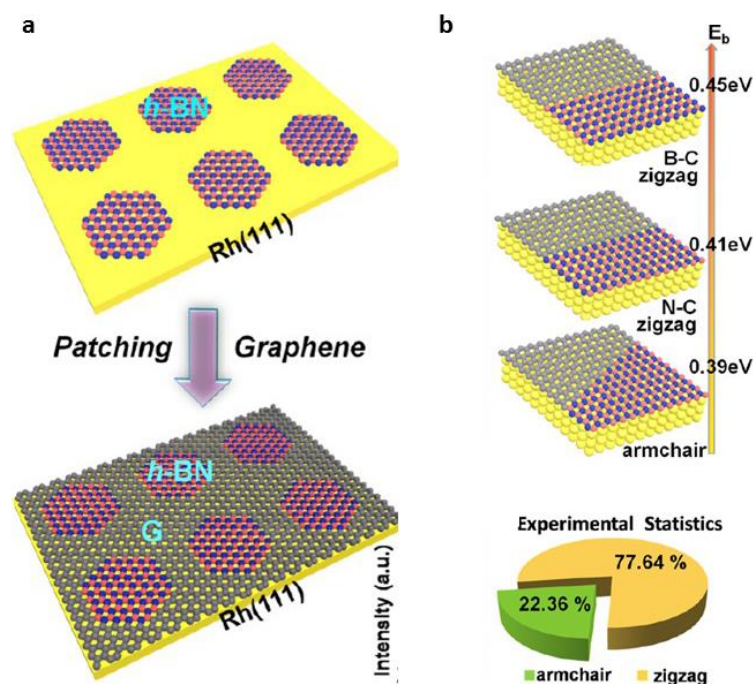 a
h-BN
Rh(111)
Patching Graphene
h-BN
G
Rh(111)
Intensity (a.u.)
b
E_b
0.45eV
B-C
zigzag
0.41eV
N-C
zigzag
0.39eV
armchair
Experimental Statistics
77.64 %
22.36 %
armchair zigzag